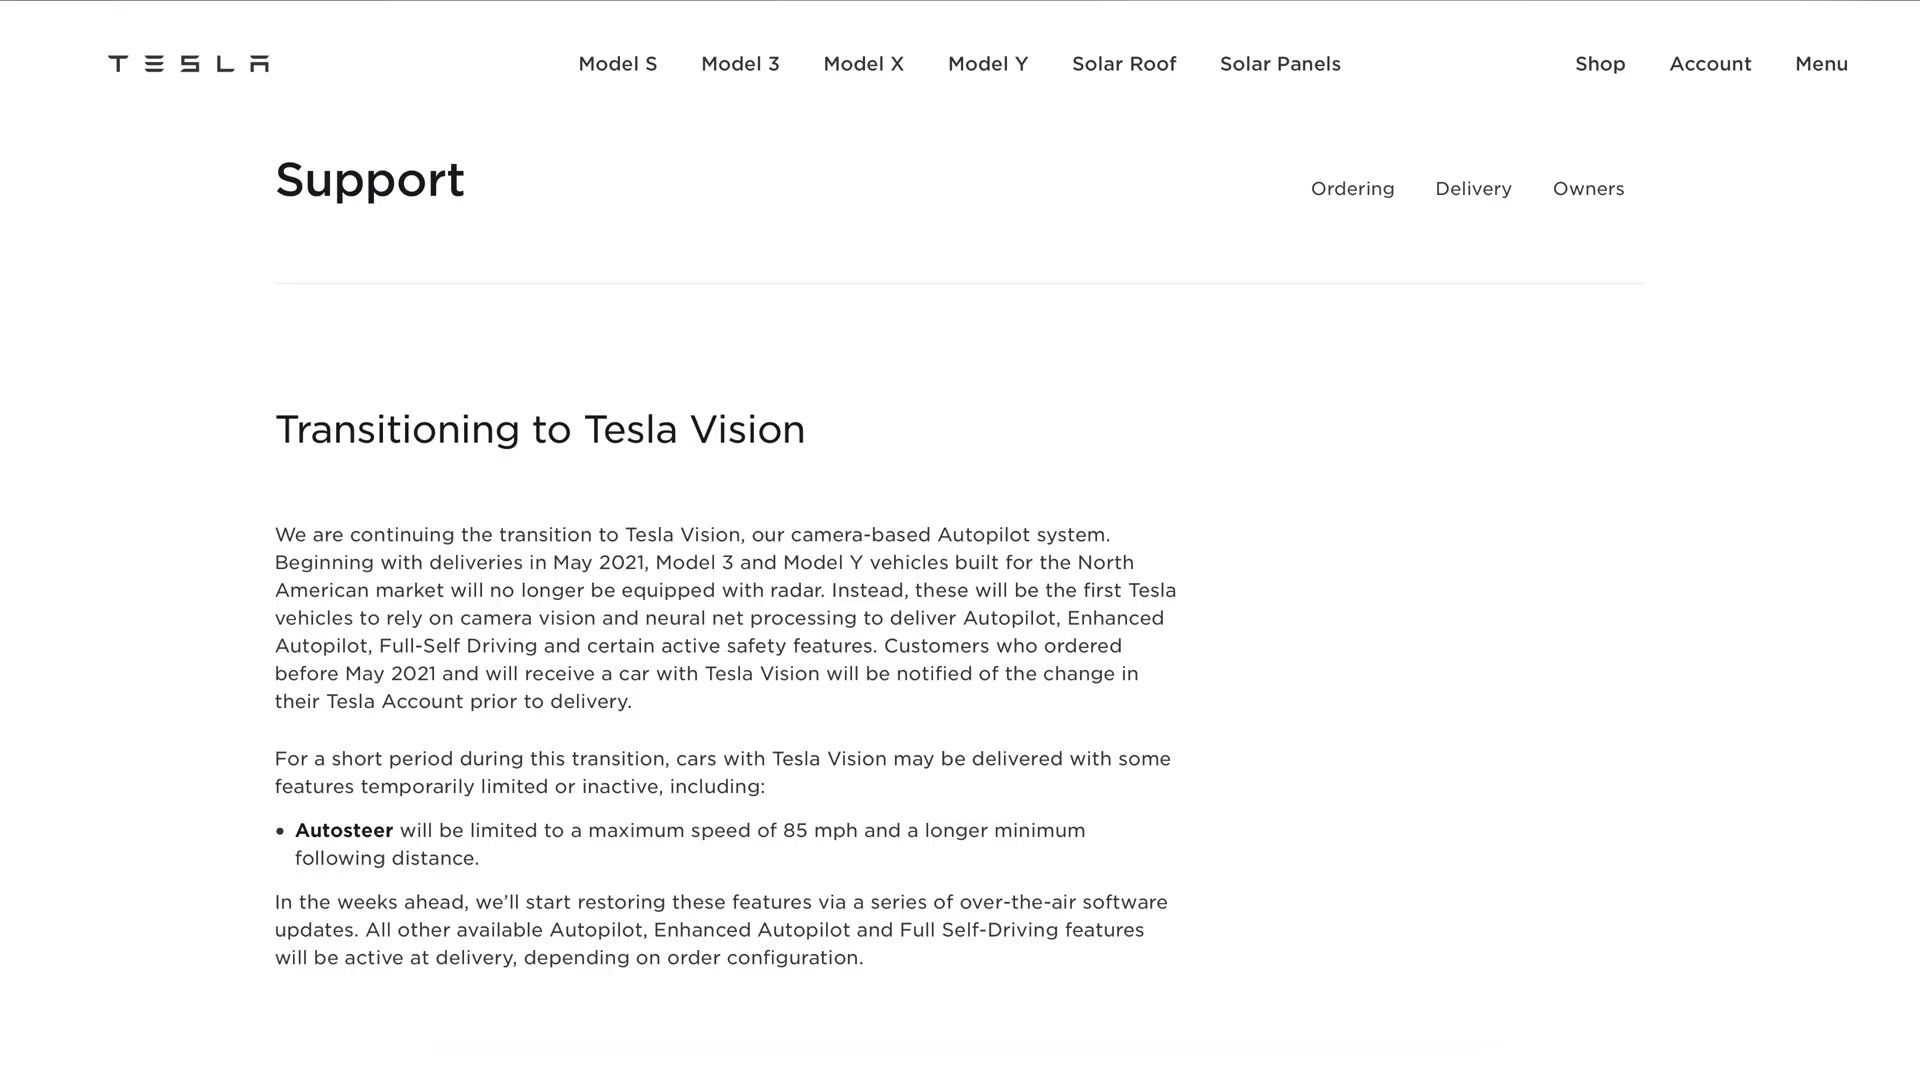 TESLA
Model S Model 3 Model X Model Y Solar Roof Solar Panels
Shop Account Menu
Support
Ordering Delivery Owners
Transitioning to Tesla Vision
We are continuing the transition to Tesla Vision, our camera-based Autopilot system.
Beginning with deliveries in May 2021, Model 3 and Model Y vehicles built for the North
American market will no longer be equipped with radar. Instead, these will be the first Tesla
vehicles to rely on camera vision and neural net processing to deliver Autopilot, Enhanced
Autopilot, Full-Self Driving and certain active safety features. Customers who ordered
before May 2021 and will receive a car with Tesla Vision will be notified of the change in
their Tesla Account prior to delivery.
For a short period during this transition, cars with Tesla Vision may be delivered with some
features temporarily limited or inactive, including:
• Autosteer will be limited to a maximum speed of 85 mph and a longer minimum
following distance.
In the weeks ahead, we’ll start restoring these features via a series of over-the-air software
updates. All other available Autopilot, Enhanced Autopilot and Full Self-Driving features
will be active at delivery, depending on order configuration.